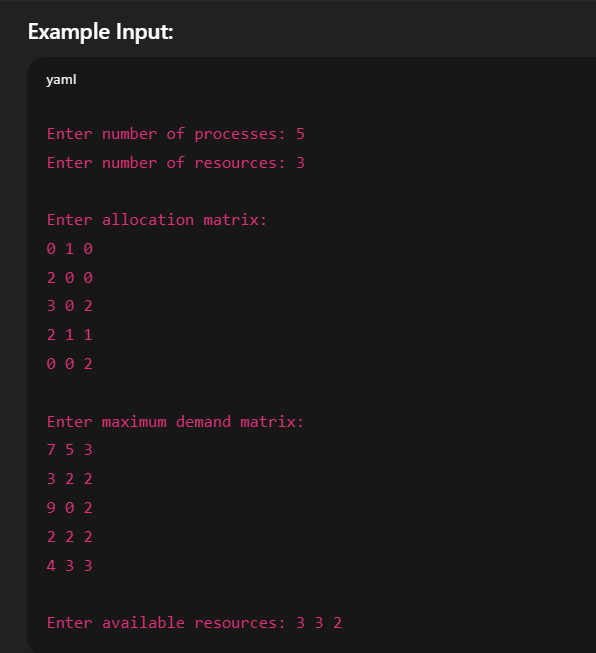 Example Input:
yaml
Enter number of processes: 5
Enter number of resources: 3
Enter allocation matrix:
0 1 0
2 0 0
3 0 2
2 1 1
0 0 2
Enter maximum demand matrix:
7 5 3
3 2 2
9 0 2
2 2 2
4 3 3
Enter available resources: 3 3 2